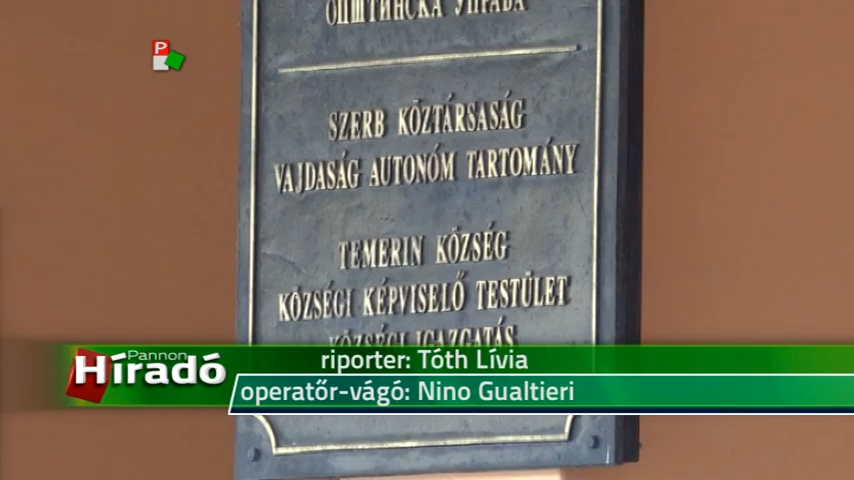 ОПШТИНСКА УПРАВА
P
SZERB KÖZTÁRSASÁG
VAJDASÁG AUTONÓM TARTOMÁNY
TEMERIN KÖZSÉG
KÖZSÉGI KÉPVISELŐ TESTÜLET
KÖZSÉGI IGAZGATÁS
Pannon
Híradó
riporter: Tóth Lívia
operatőr-vágó: Nino Gualtieri